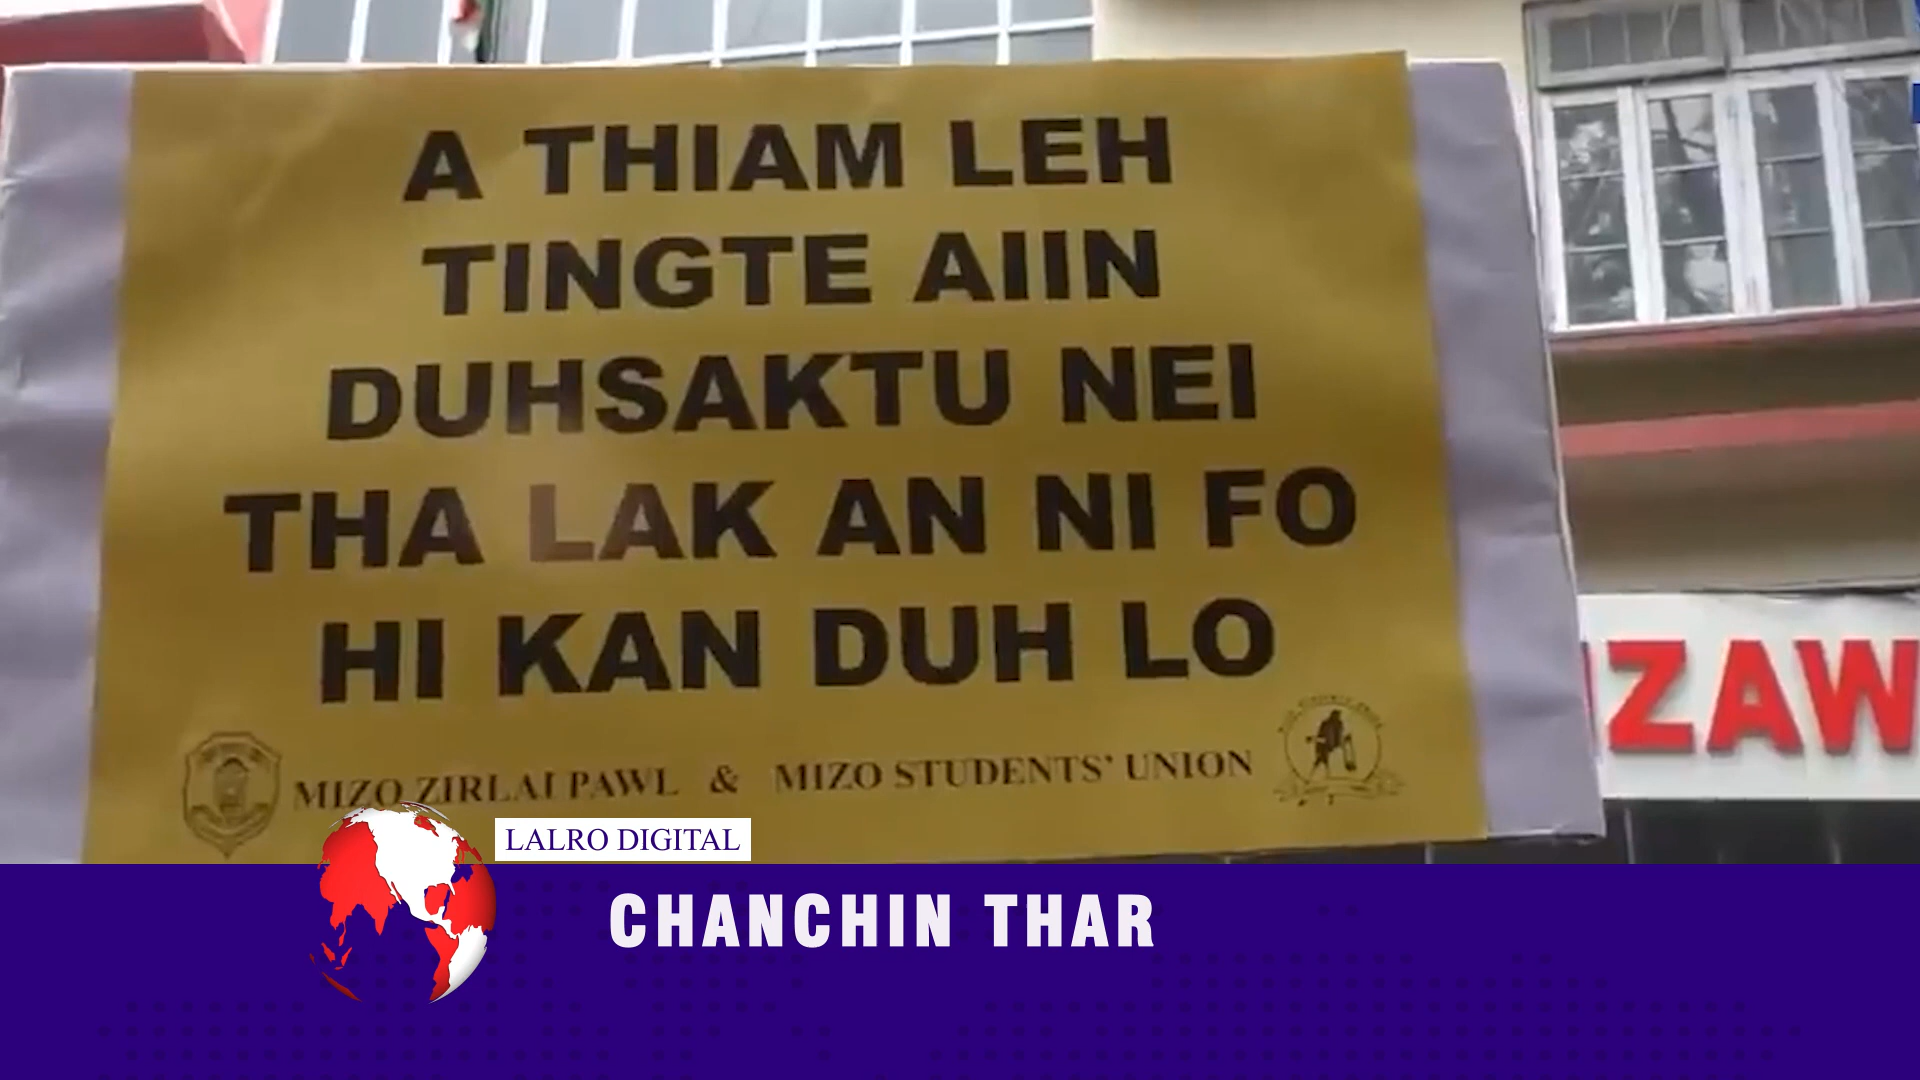 A THIAM LEH
TINGTE AIIN
DUHSAKTU NEI
THA LAK AN NI FO
HI KAN DUH LO
MIZO ZIRLAI PAWL & MIZO STUDENTS' UNION
ZAW
LALRO DIGITAL
CHANCHIN THAR